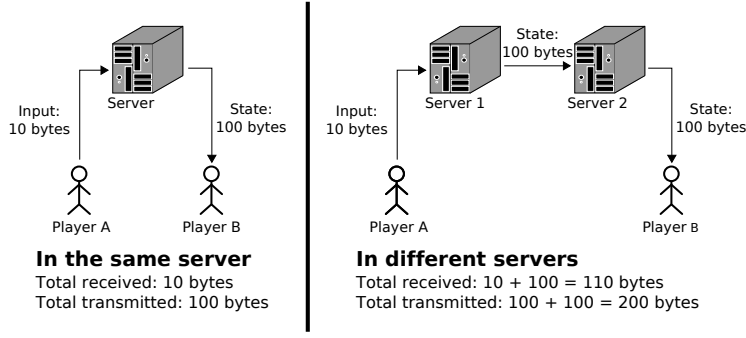 Server
Input:
10 bytes
State:
100 bytes
Player A
Player B
In the same server
Total received: 10 bytes
Total transmitted: 100 bytes
State:
100 bytes
Server 1
Server 2
Input:
10 bytes
State:
100 bytes
Player A
Player B
In different servers
Total received: 10 + 100 = 110 bytes
Total transmitted: 100 + 100 = 200 bytes